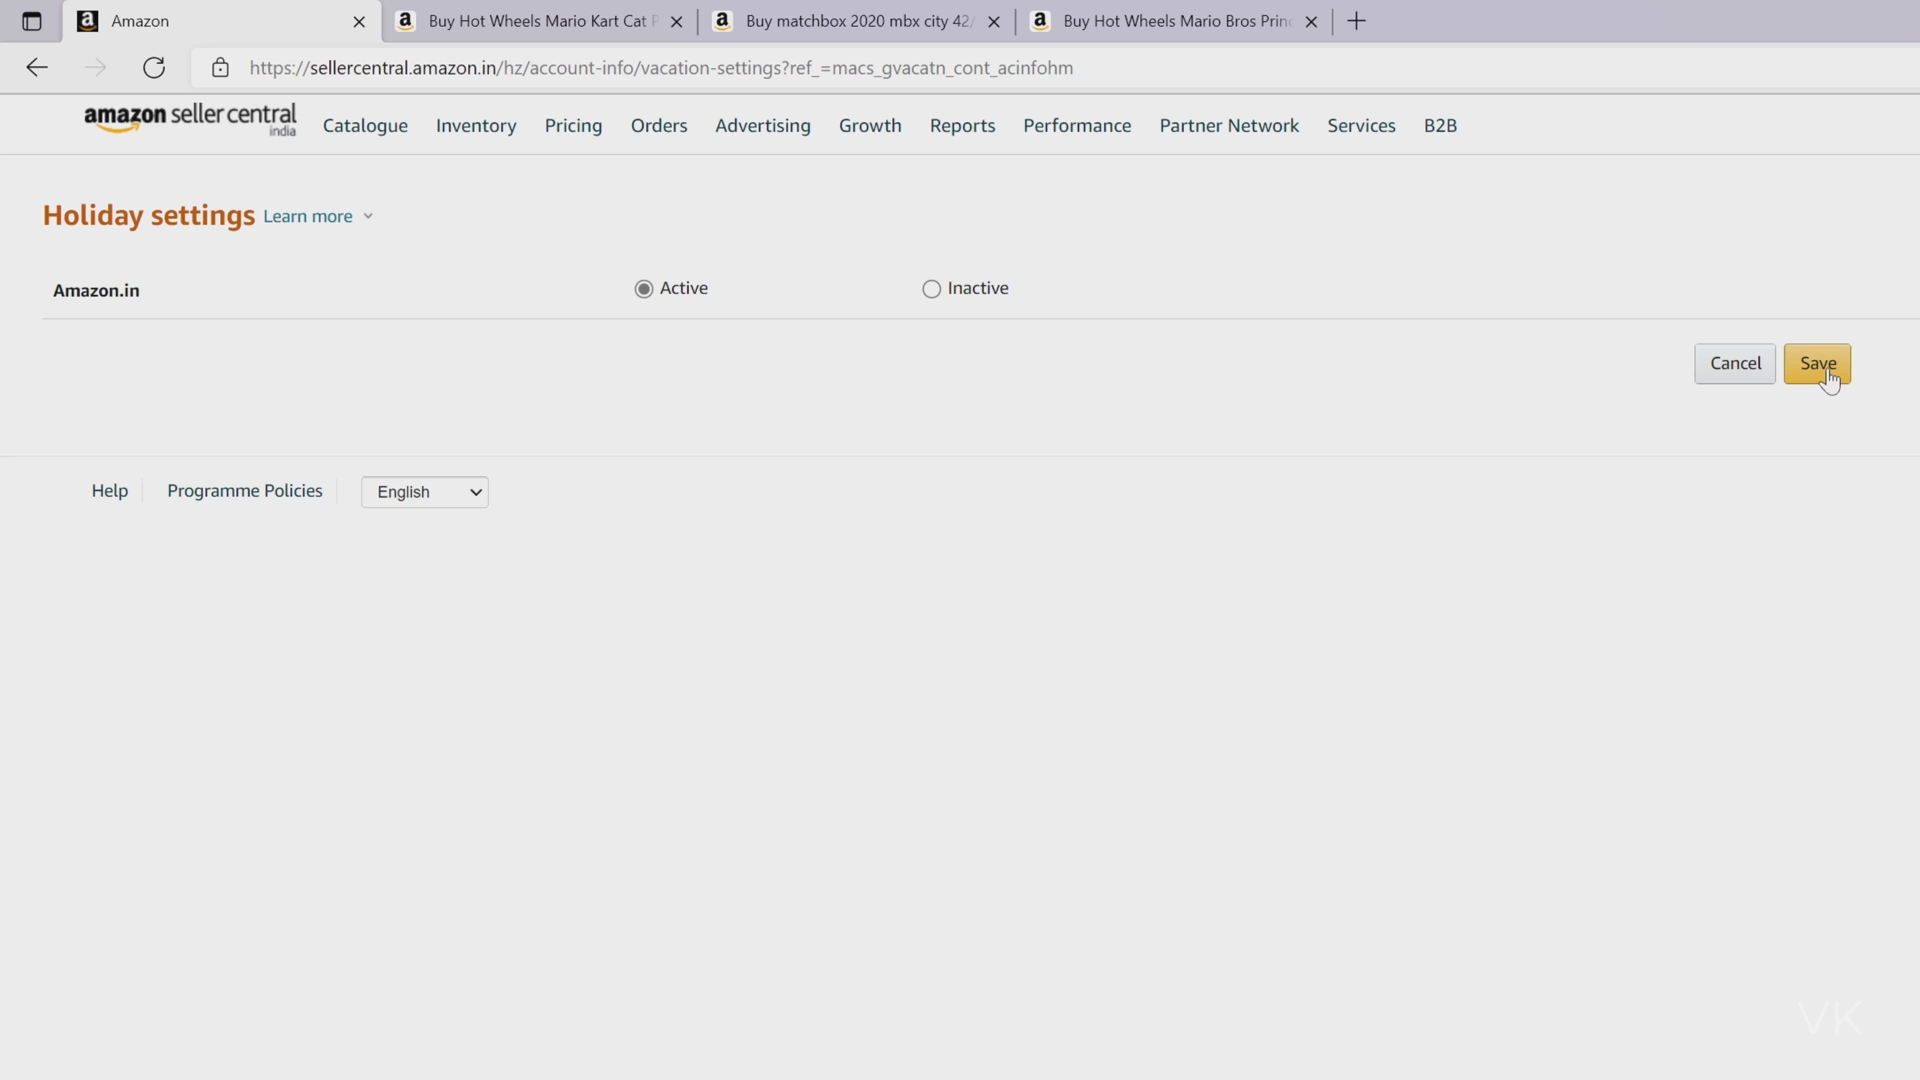 Amazon
Buy Hot Wheels Mario Kart Cat P
Buy matchbox 2020 mbx city 42/
Buy Hot Wheels Mario Bros Princ
https://sellercentral.amazon.in/hz/account-info/vacation-settings?ref_=macs_gvacatn_cont_acinfohm
amazon seller central
india
Catalogue Inventory Pricing Orders Advertising Growth Reports Performance Partner Network Services B2B
Holiday settings Learn more
Amazon.in Active Inactive
Cancel Save
Help Programme Policies English
VK